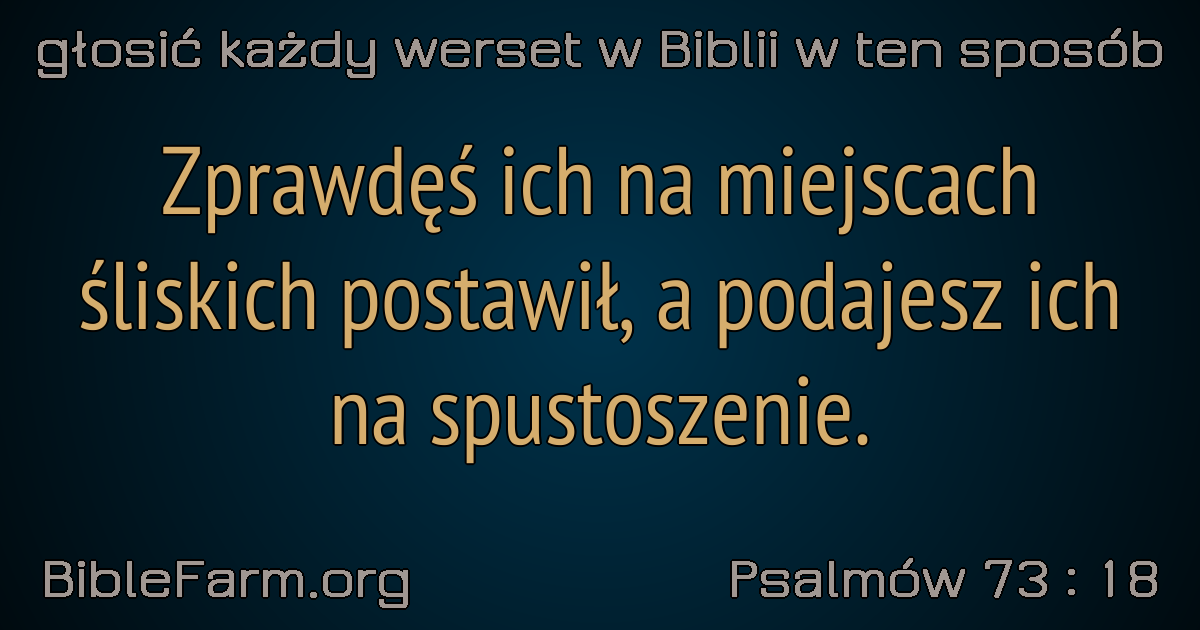 głosić każdy werset w Biblii w ten sposób
Zprawdęś ich na miejscach
śliskich postawił, a podajesz ich
na spustoszenie.
BibleFarm.org
Psalmów 73 : 18